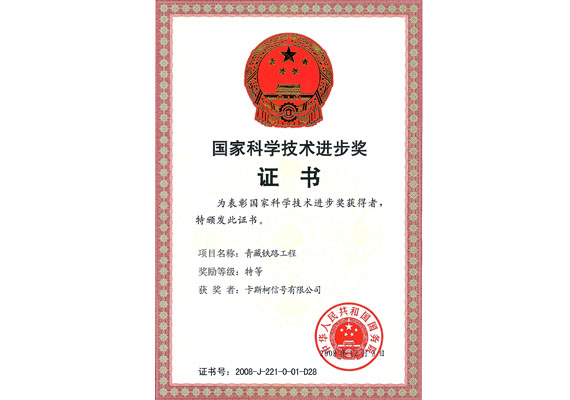 国家科学技术进步奖
证 书
为表彰国家科学技术进步奖获得者，
特颁发此证书。
项目名称：青藏铁路工程
奖励等级：特等
获 奖 者：卡斯柯信号有限公司
中华人民共和国国务院
证书号：2008-J-221-0-01-D28